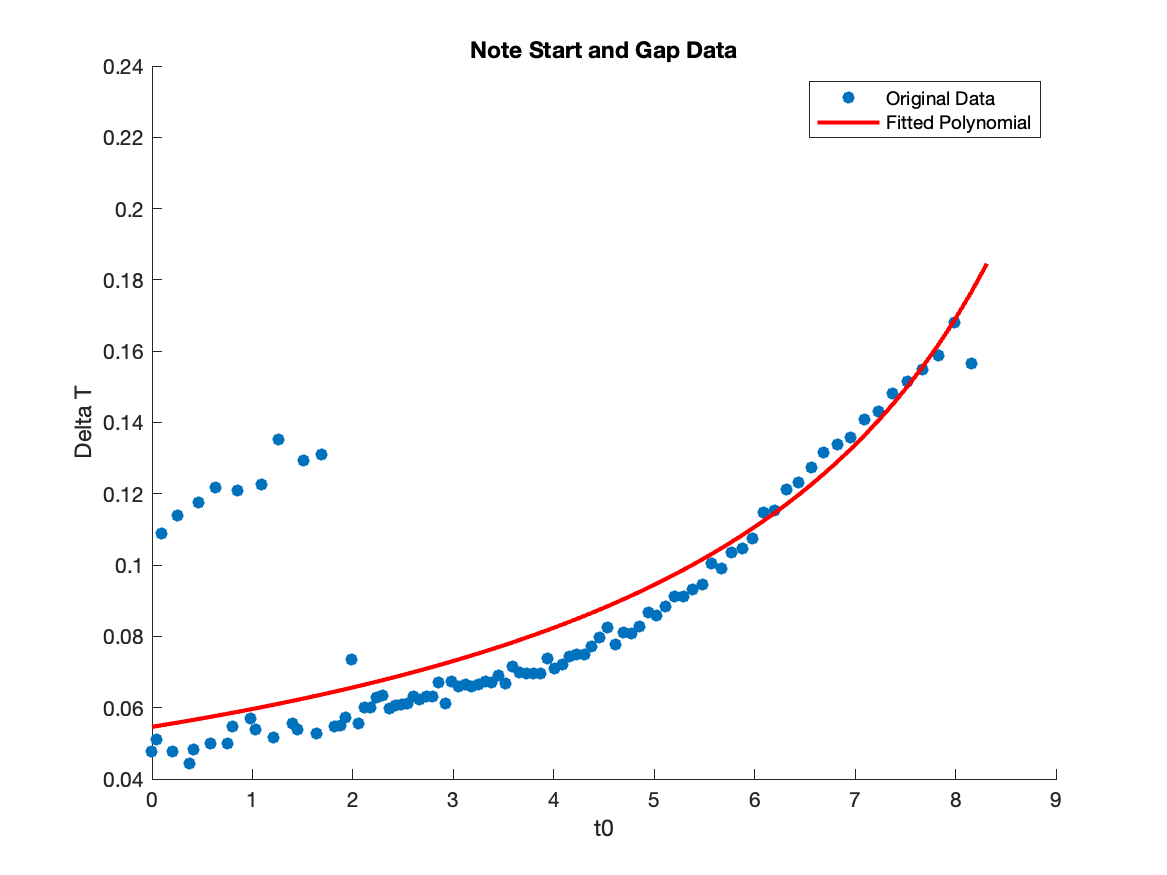 Note Start and Gap Data
0.24
0.22
0.2
0.18
0.16
0.14
0.12
0.1
0.08
0.06
0.04
Delta T
Original Data
Fitted Polynomial
0 1 2 3 4 5 6 7 8 9
t0